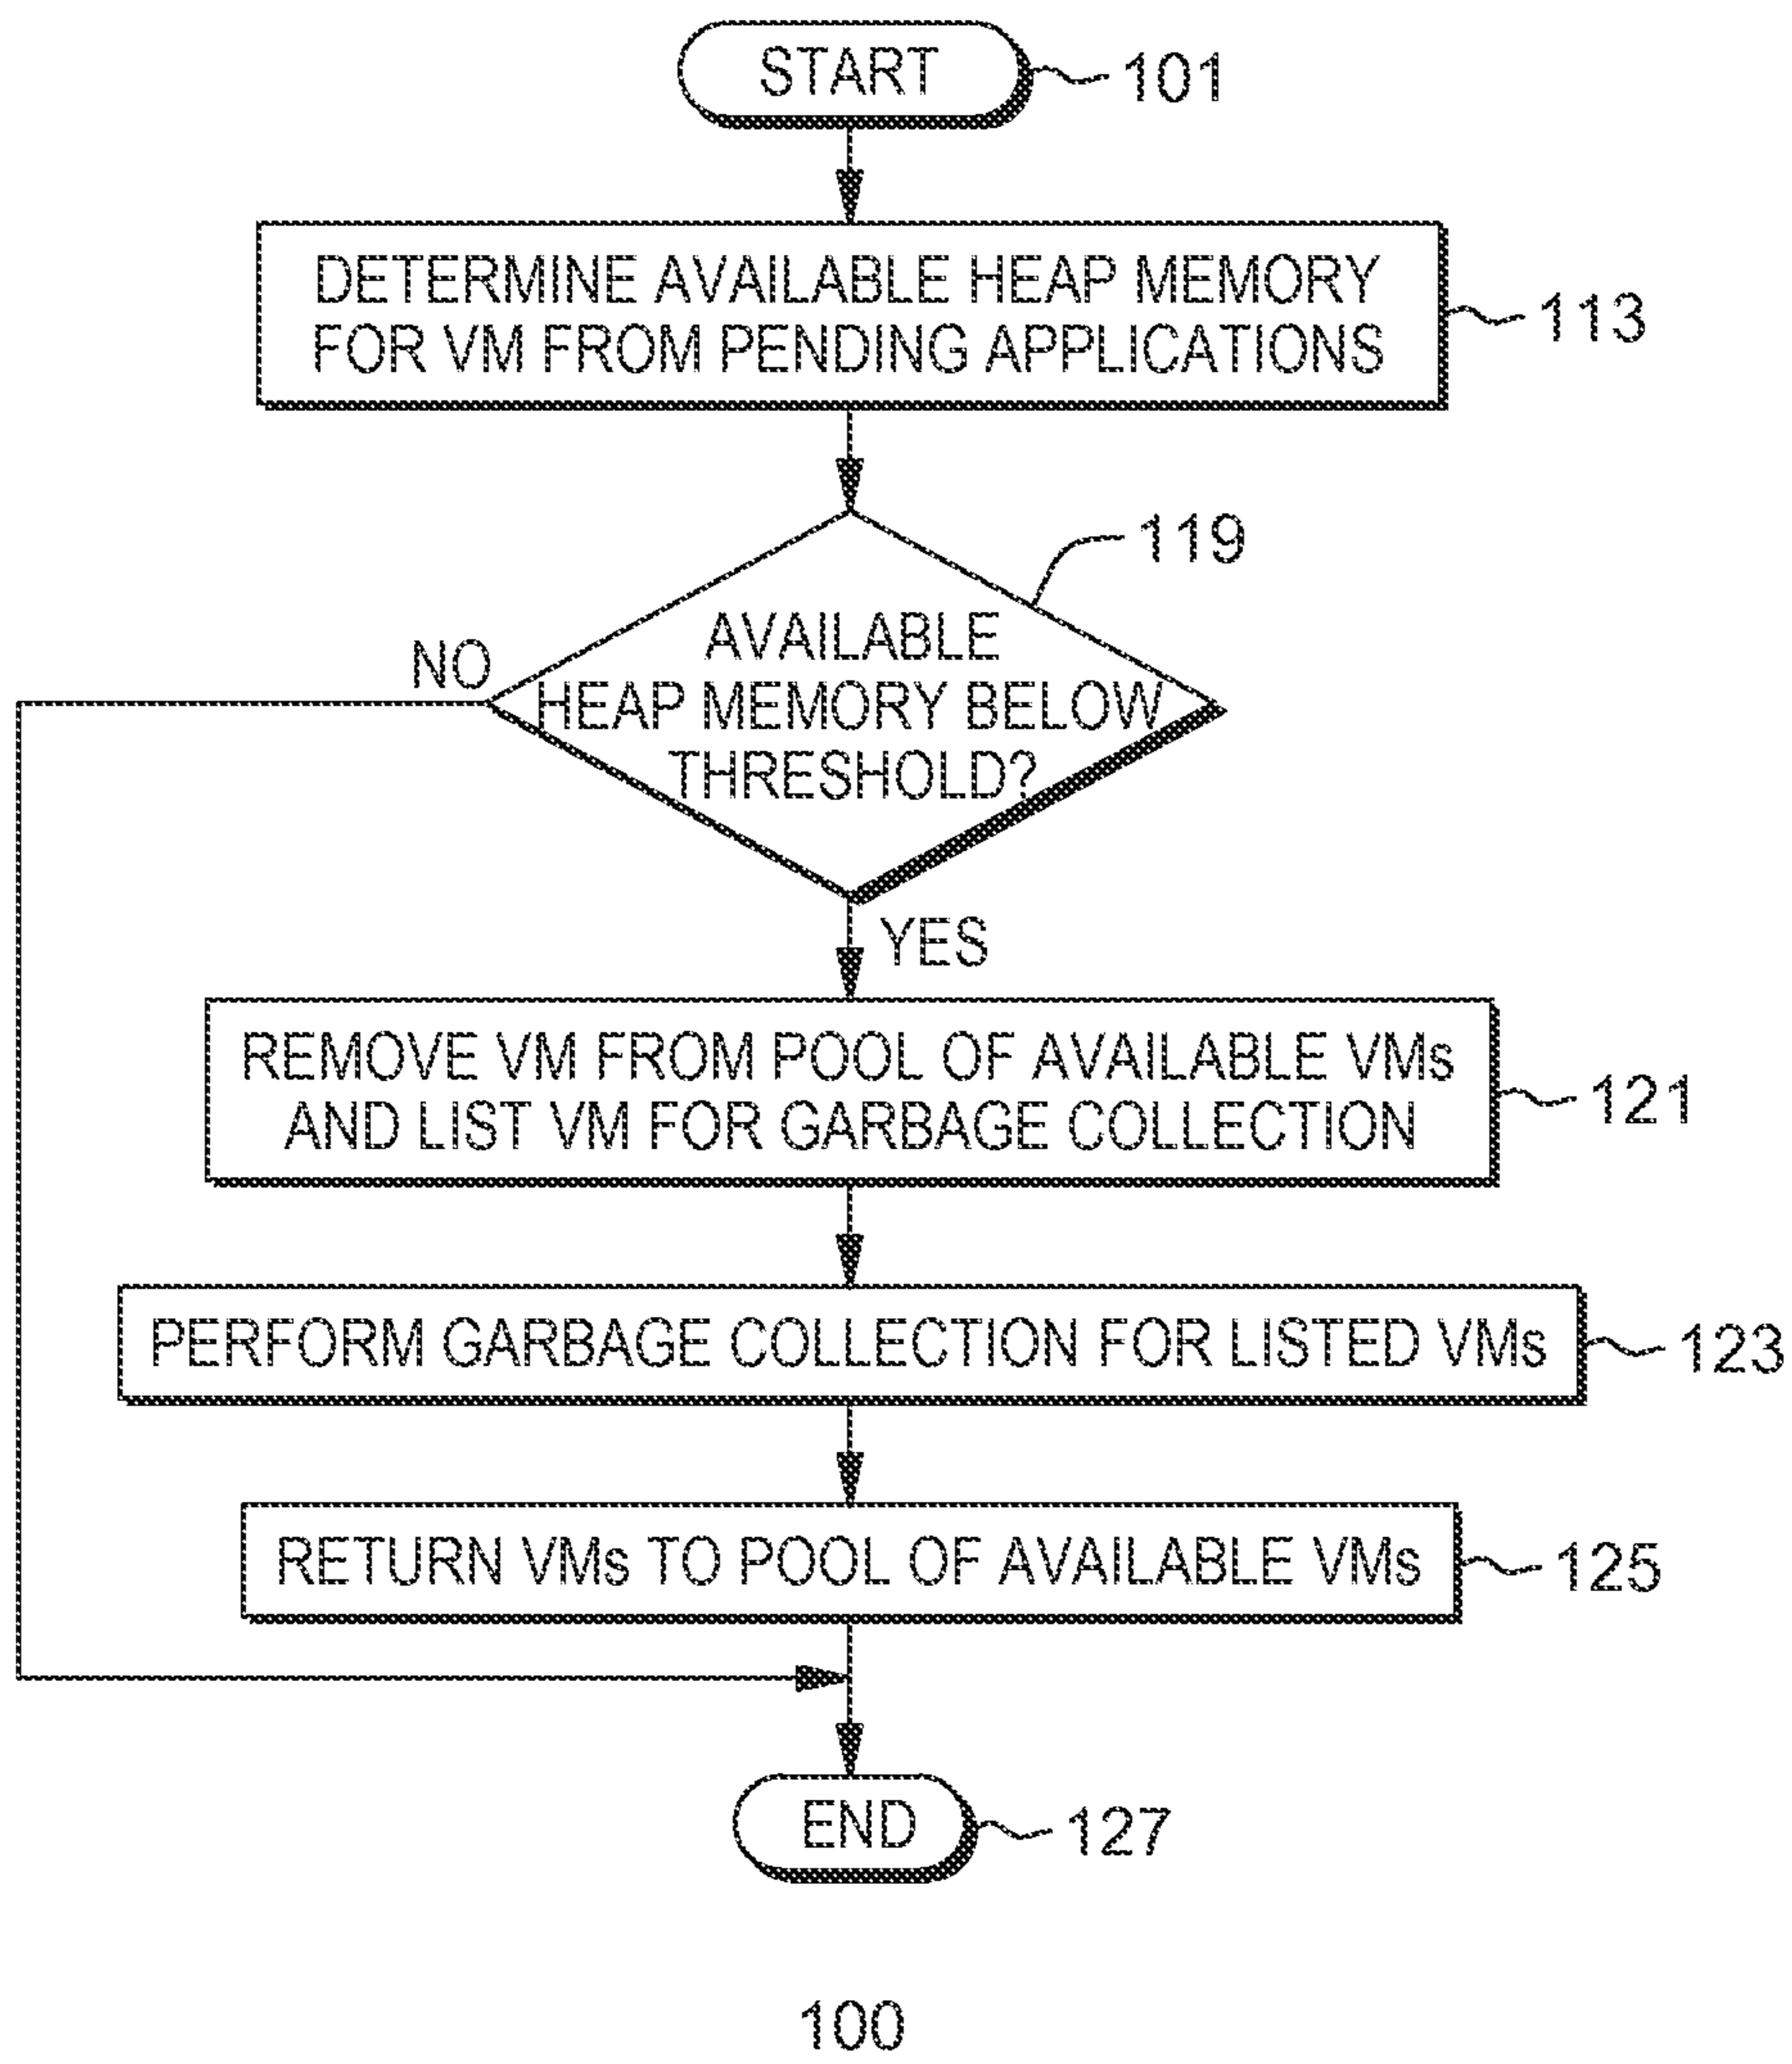 START
101
DETERMINE AVAILABLE HEAP MEMORY
FOR VM FROM PENDING APPLICATIONS
113
119
AVAILABLE
HEAP MEMORY BELOW
THRESHOLD?
NO
YES
REMOVE VM FROM POOL OF AVAILABLE VMs
AND LIST VM FOR GARBAGE COLLECTION
121
PERFORM GARBAGE COLLECTION FOR LISTED VMs
123
RETURN VMs TO POOL OF AVAILABLE VMs
125
END
127
100